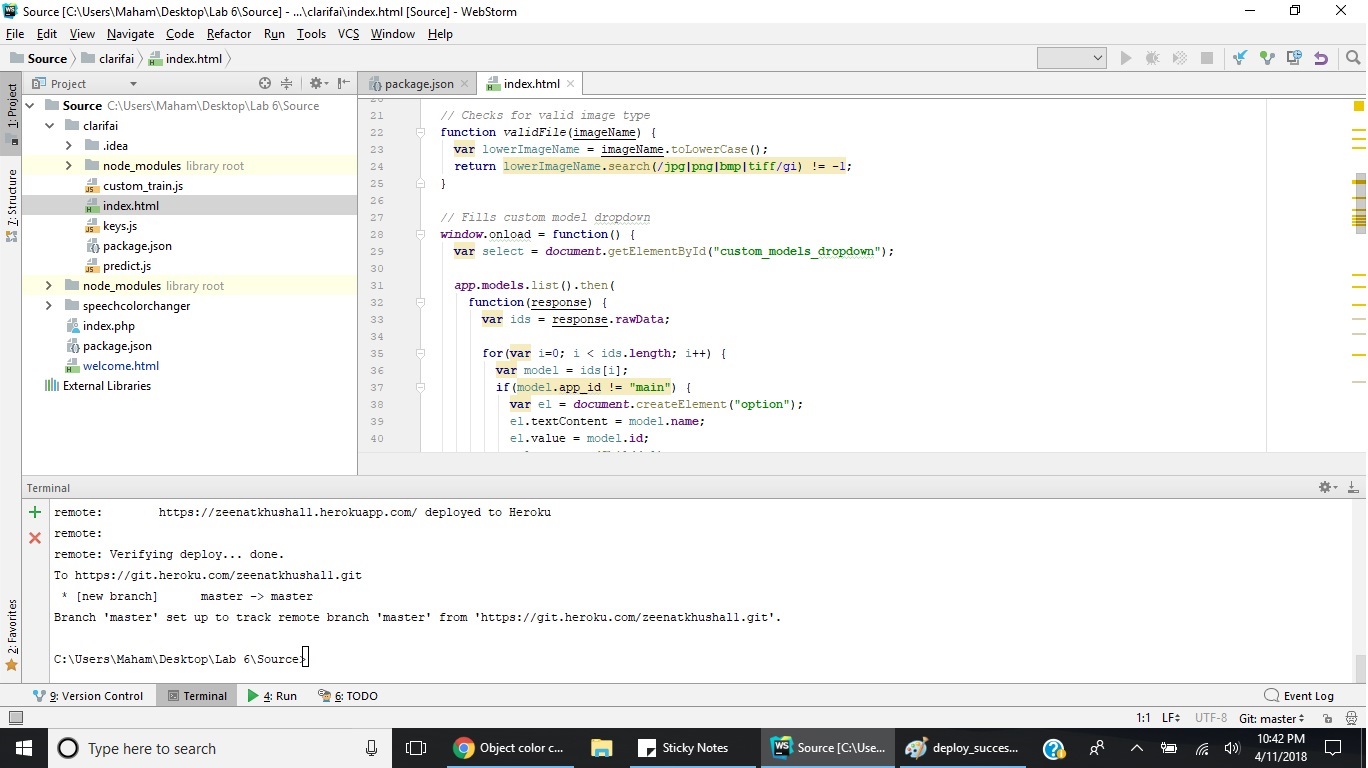 Source [C:\Users\Maham\Desktop\Lab 6\Source] - ...\clarifai\index.html [Source] - WebStorm
File Edit View Navigate Code Refactor Run Tools VCS Window Help
Source clarifai index.html
1: Project
7: Structure
2: Favorites
Project
Source C:\Users\Maham\Desktop\Lab 6\Source
clarifai
.idea
node_modules library root
custom_train.js
index.html
keys.js
package.json
predict.js
node_modules library root
speechcolorchanger
index.php
package.json
welcome.html
External Libraries
package.json index.html
20
21 // Checks for valid image type
22 function validFile(imageName) {
23 var lowerImageName = imageName.toLowerCase();
24 return lowerImageName.search(/jpg|png|bmp|tiff/gi) != -1;
25 }
26
27 // Fills custom model dropdown
28 window.onload = function() {
29 var select = document.getElementById("custom_models_dropdown");
30
31 app.models.list().then(
32 function(response) {
33 var ids = response.rawData;
34
35 for(var i=0; i < ids.length; i++) {
36 var model = ids[i];
37 if(model.app_id != "main") {
38 var el = document.createElement("option");
39 el.textContent = model.name;
40 el.value = model.id;
Terminal
remote: https://zeenatkhushal1.herokuapp.com/ deployed to Heroku
remote:
remote: Verifying deploy... done.
To https://git.heroku.com/zeenatkhushal1.git
* [new branch] master -> master
Branch 'master' set up to track remote branch 'master' from 'https://git.heroku.com/zeenatkhushal1.git'.
C:\Users\Maham\Desktop\Lab 6\Source>
9: Version Control Terminal 4: Run 6: TODO Event Log
1:1 LF UTF-8 Git: master
Type here to search
Object color c...
Sticky Notes
WS Source [C:\Use...
deploy_succes...
10:42 PM
4/11/2018